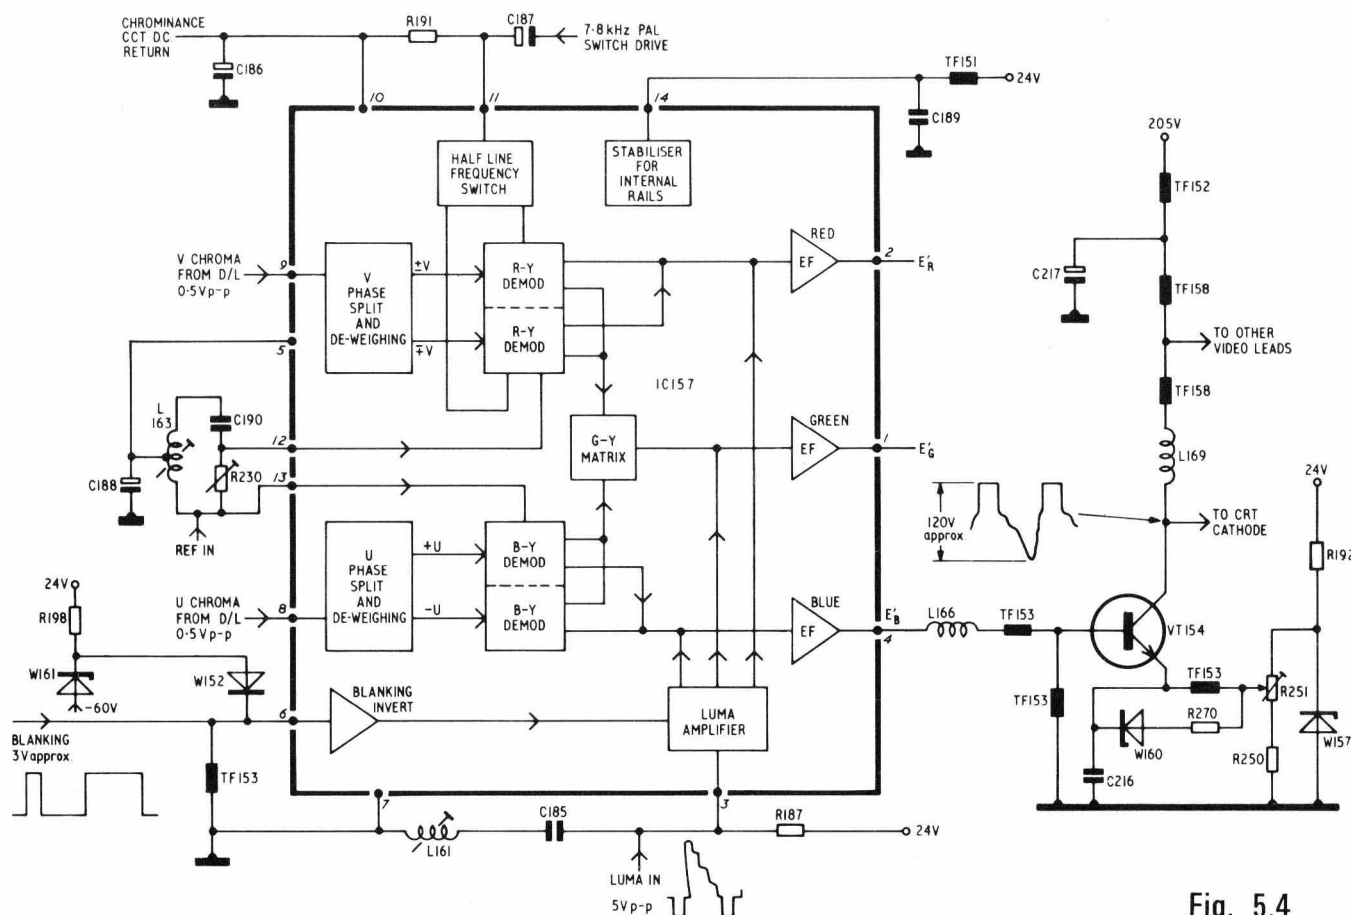 CHROMINANCE
CCT DC.
RETURN
R191
C187
7·8kHz PAL
SWITCH DRIVE
C186
TF151
24V
10
11
14
C189
205V
HALF LINE
FREQUENCY
SWITCH
STABILISER
FOR
INTERNAL
RAILS
TF152
V CHROMA
FROM D/L
0·5Vp-p
9
V
PHASE
SPLIT
AND
DE-WEIGHING
±V
∓V
R-Y
DEMOD
R-Y
DEMOD
RED
EF
2
E'R
C217
TF158
TO OTHER
VIDEO LEADS
5
IC157
TF158
L
163
C190
12
R230
13
C188
REF IN
G-Y
MATRIX
GREEN
EF
1
E'G
L169
120V
approx.
TO CRT
CATHODE
24V
R192
24V
R198
U CHROMA
FROM D/L
0·5Vp-p
8
U
PHASE
SPLIT
AND
DE-WEIGHING
+U
-U
B-Y
DEMOD
B-Y
DEMOD
BLUE
EF
E'B
4
L166
TF153
VT154
W161
-60V
W152
6
BLANKING
3V approx.
BLANKING
INVERT
LUMA
AMPLIFIER
TF153
TF153
R251
R270
W160
C216
R250
W157
TF153
7
3
L161
C185
R187
24V
LUMA IN
5Vp-p
Fig. 5.4